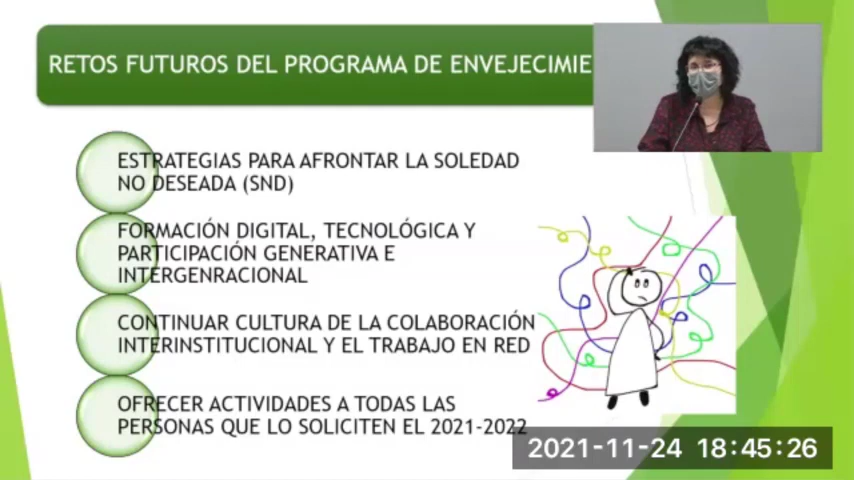 RETOS FUTUROS DEL PROGRAMA DE ENVEJECIMIE
ESTRATEGIAS PARA AFRONTAR LA SOLEDAD
NO DESEADA (SND)
FORMACIÓN DIGITAL, TECNOLÓGICA Y
PARTICIPACIÓN GENERATIVA E
INTERGENRACIONAL
CONTINUAR CULTURA DE LA COLABORACIÓN
INTERINSTITUCIONAL Y EL TRABAJO EN RED
OFRECER ACTIVIDADES A TODAS LAS
PERSONAS QUE LO SOLICITEN EL 2021-2022
2021-11-24 18:45:26